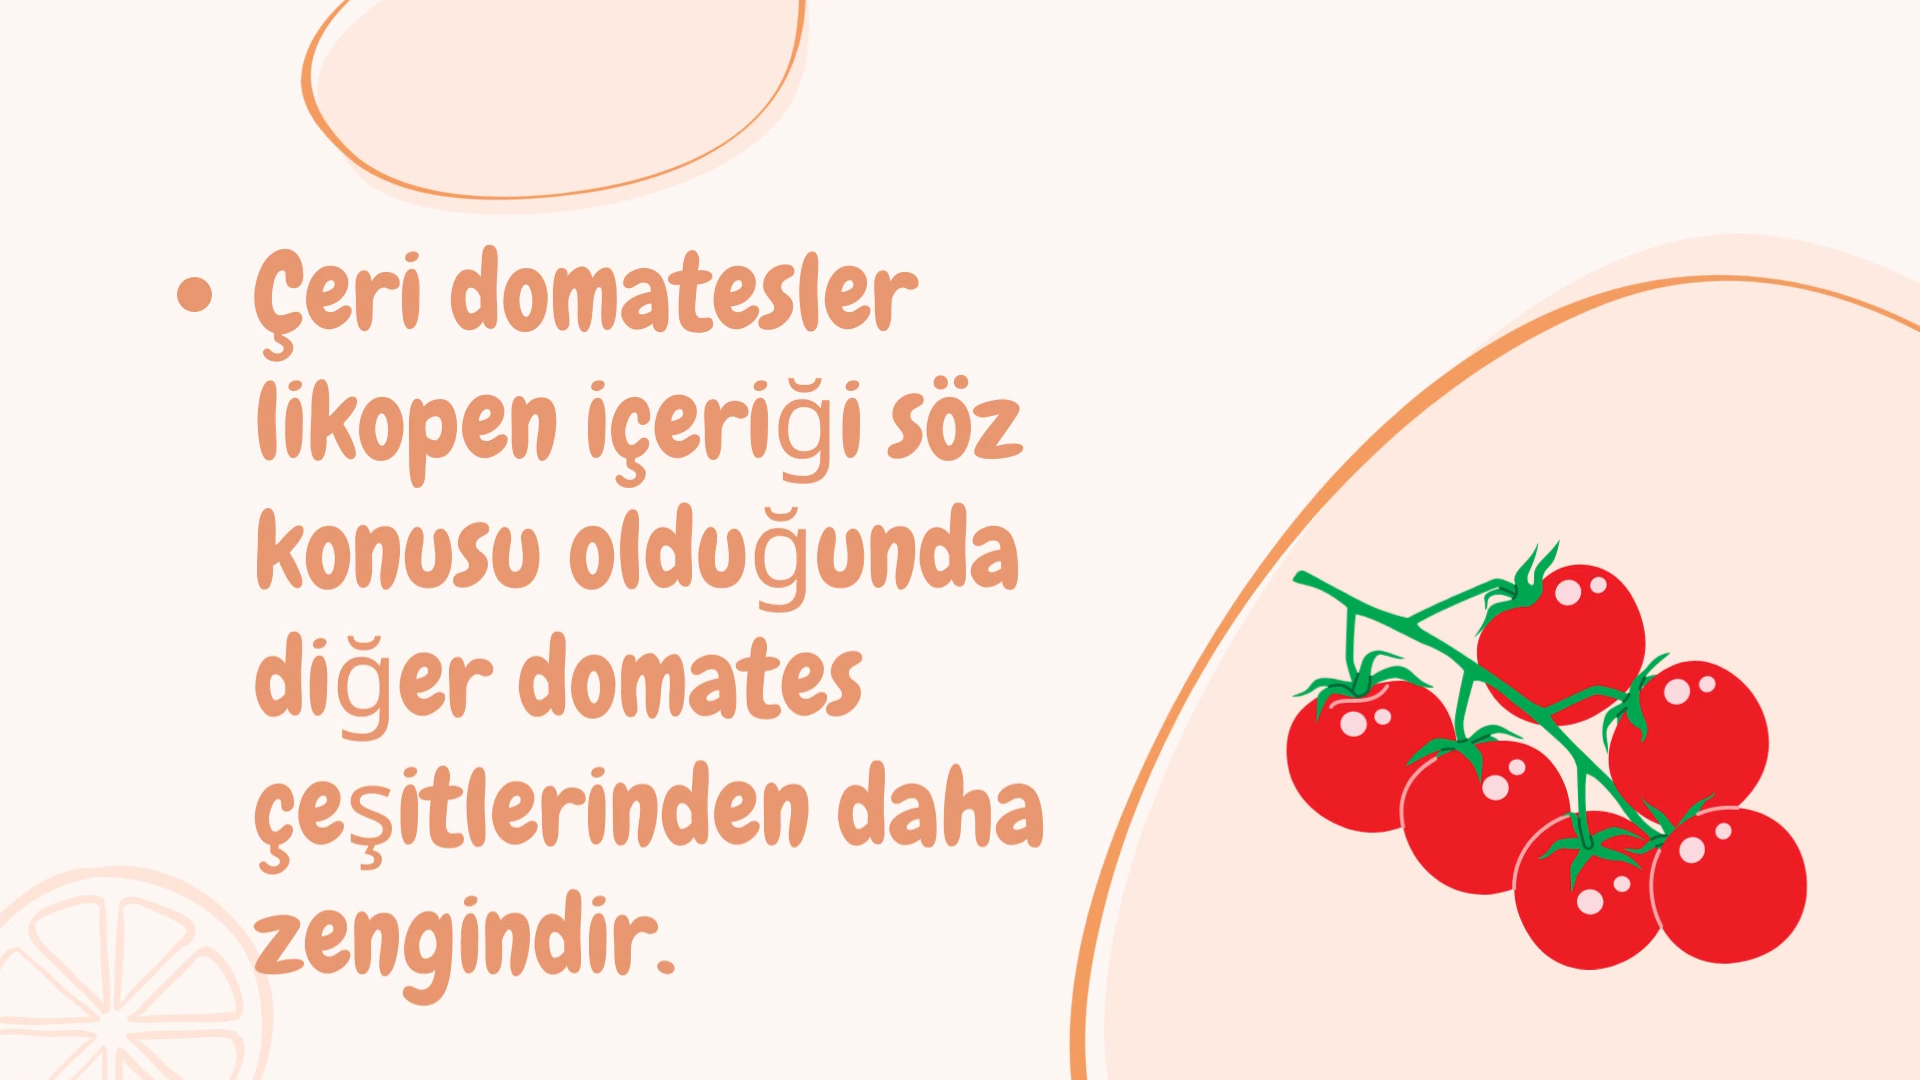 • Çeri domatesler
likopen içeriği söz
konusu olduğunda
diğer domates
çeşitlerinden daha
zengindir.